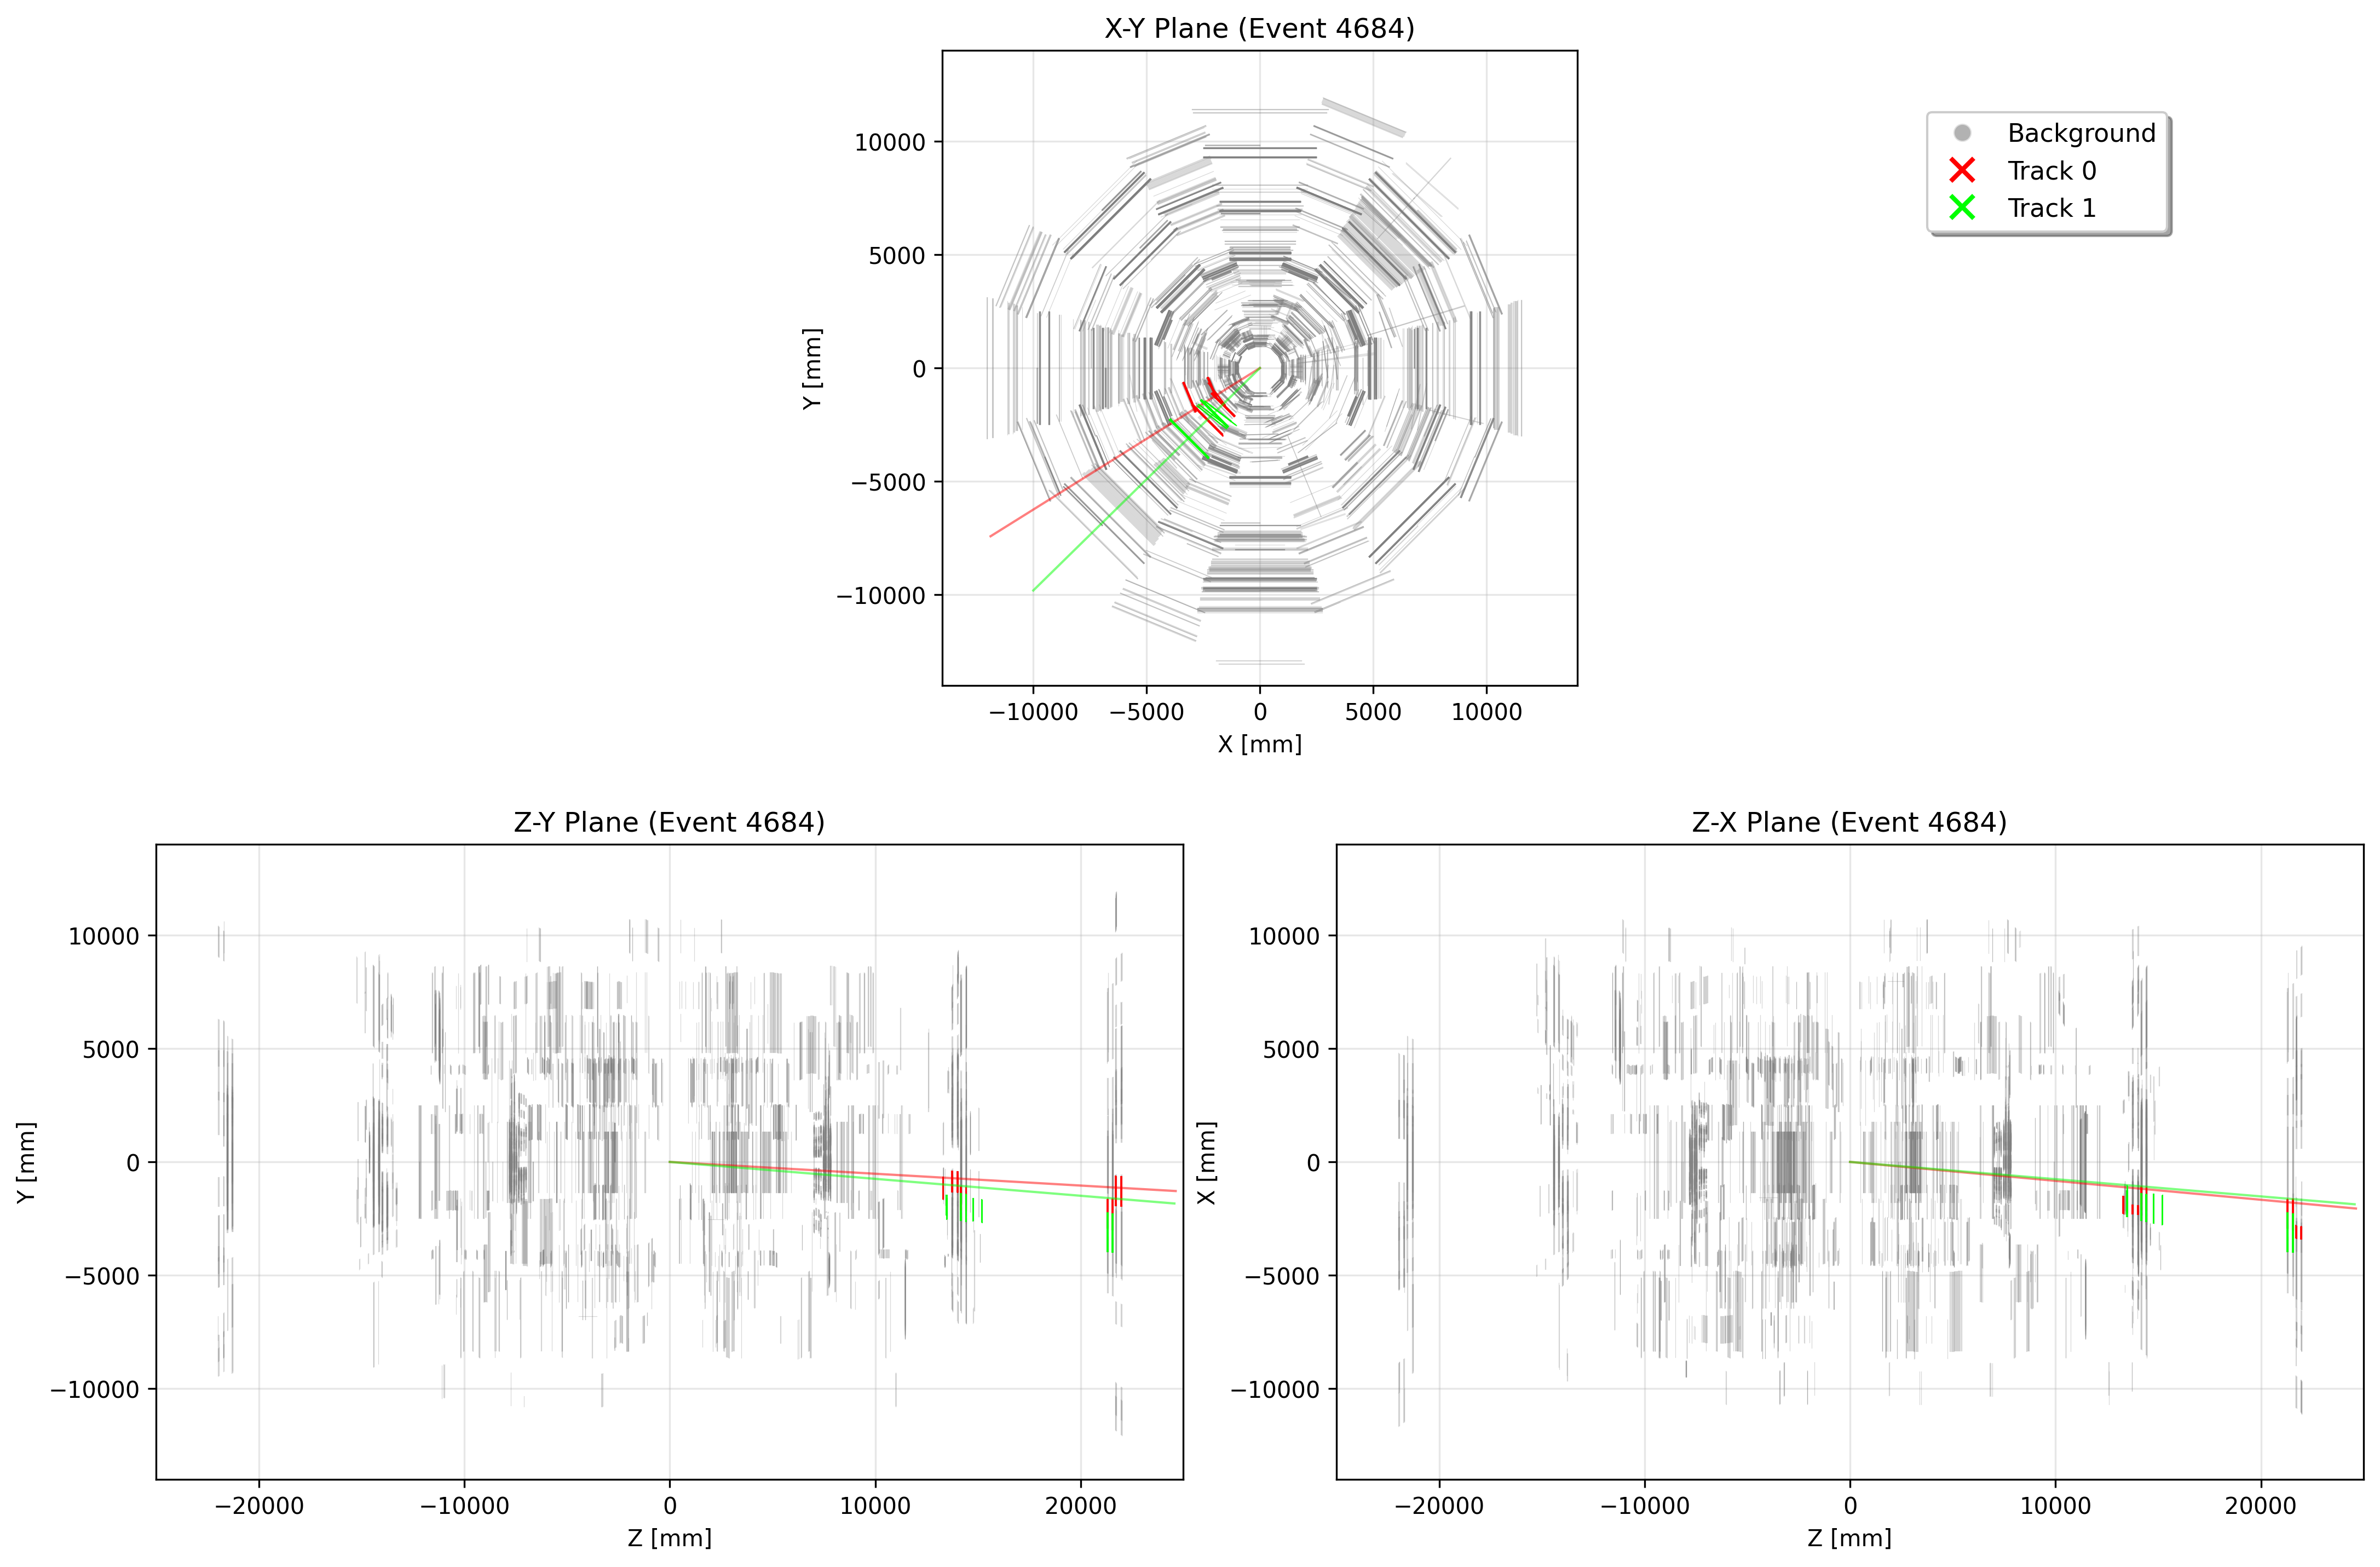 X-Y Plane (Event 4684)
Y [mm]
10000
5000
0
−5000
−10000
−10000 −5000 0 5000 10000
X [mm]
Background
Track 0
Track 1
Z-Y Plane (Event 4684)
Y [mm]
10000
5000
0
−5000
−10000
−20000 −10000 0 10000 20000
Z [mm]
Z-X Plane (Event 4684)
X [mm]
10000
5000
0
−5000
−10000
−20000 −10000 0 10000 20000
Z [mm]